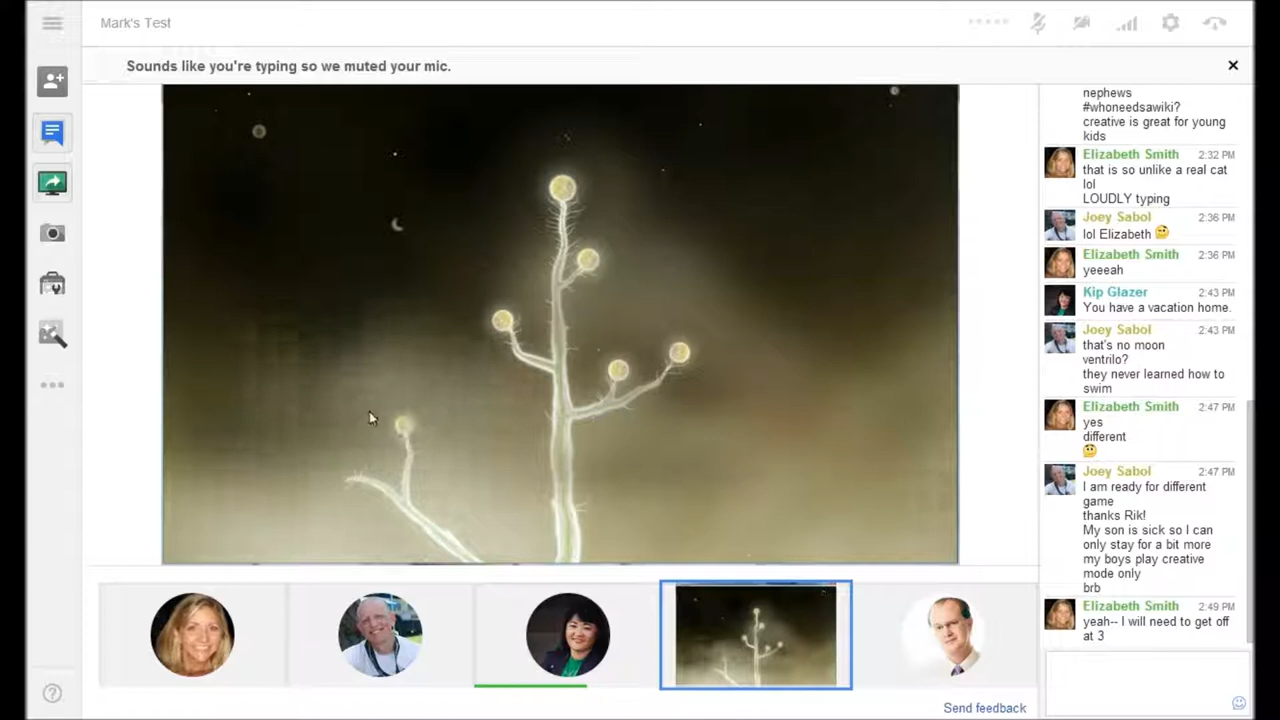 Mark's Test
Sounds like you're typing so we muted your mic.
nephews
#whoneedsawiki?
creative is great for young
kids
Elizabeth Smith 2:32 PM
that is so unlike a real cat
lol
LOUDLY typing
Joey Sabol 2:36 PM
lol Elizabeth
Elizabeth Smith 2:36 PM
yeeeah
Kip Glazer 2:43 PM
You have a vacation home.
Joey Sabol 2:43 PM
that's no moon
ventrilo?
they never learned how to
swim
Elizabeth Smith 2:47 PM
yes
different
Joey Sabol 2:47 PM
I am ready for different
game
thanks Rik!
My son is sick so I can
only stay for a bit more
my boys play creative
mode only
brb
Elizabeth Smith 2:49 PM
yeah-- I will need to get off
at 3
Send feedback